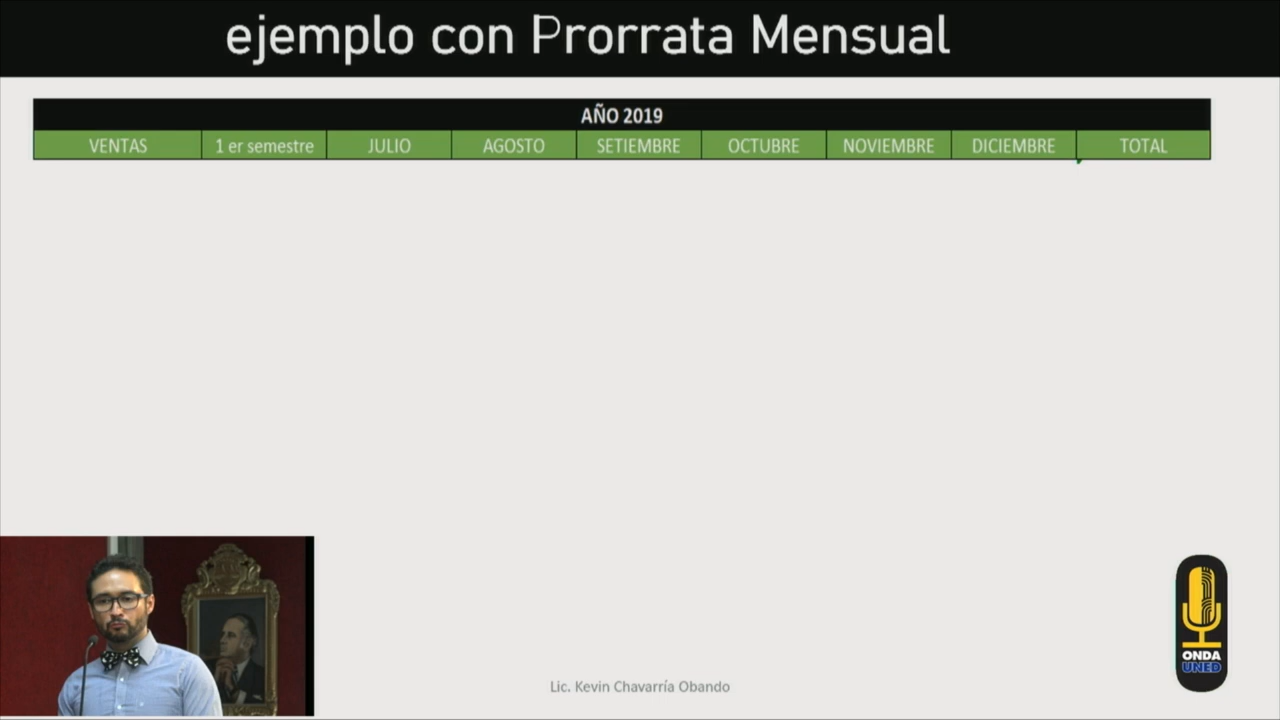 ejemplo con Prorrata Mensual
AÑO 2019
VENTAS 1 er semestre JULIO AGOSTO SETIEMBRE OCTUBRE NOVIEMBRE DICIEMBRE TOTAL
ONDA
UNED
Lic. Kevin Chavarría Obando